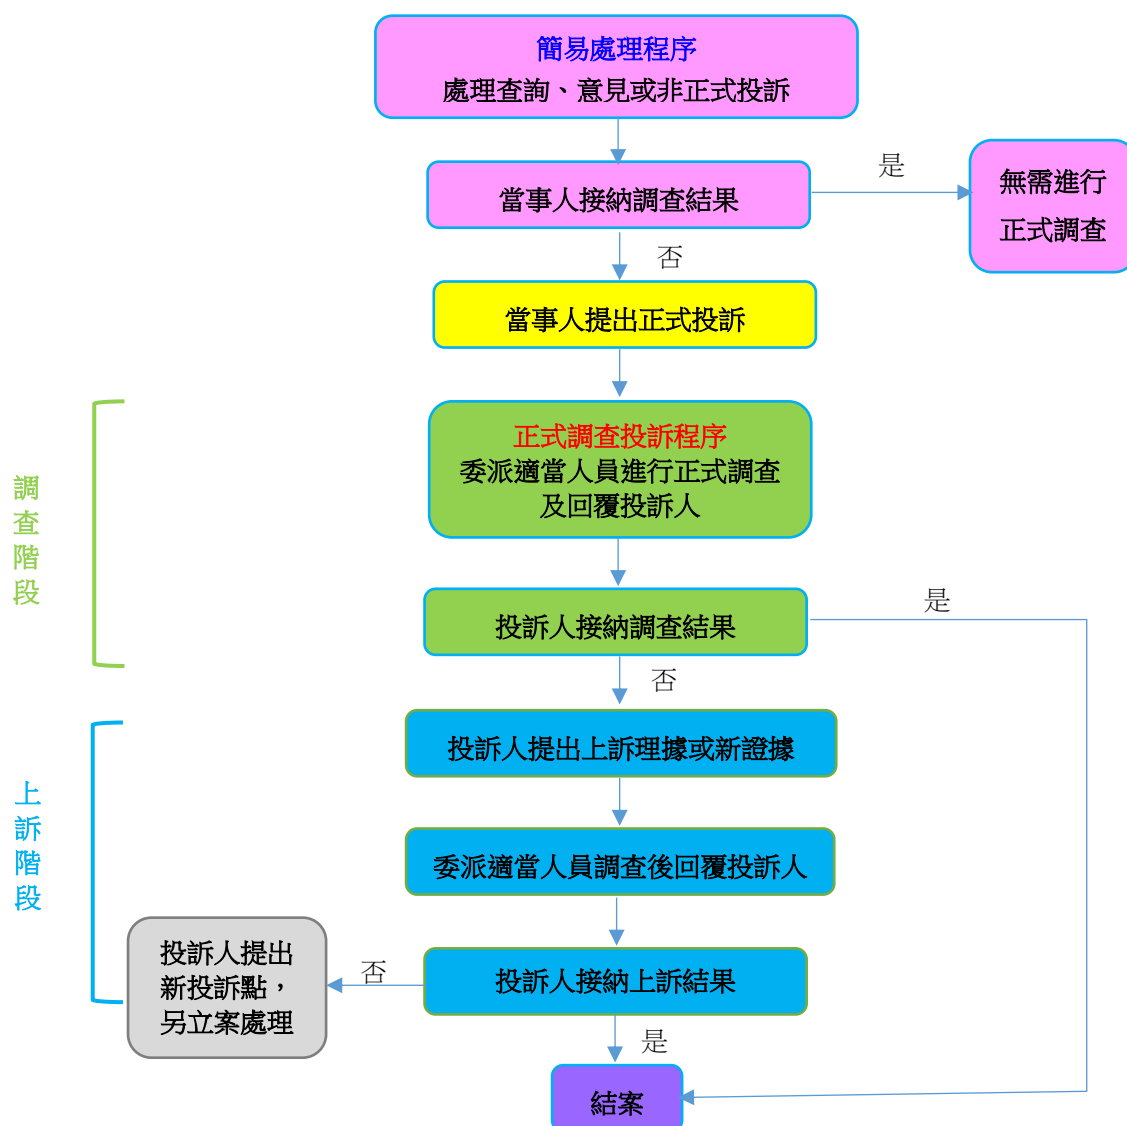 簡易處理程序
處理查詢、意見或非正式投訴
當事人接納調查結果
是
無需進行
正式調查
否
當事人提出正式投訴
調查階段
正式調查投訴程序
委派適當人員進行正式調查
及回覆投訴人
投訴人接納調查結果
是
否
上訴階段
投訴人提出上訴理據或新證據
委派適當人員調查後回覆投訴人
投訴人接納上訴結果
否
投訴人提出
新投訴點，
另立案處理
是
結案